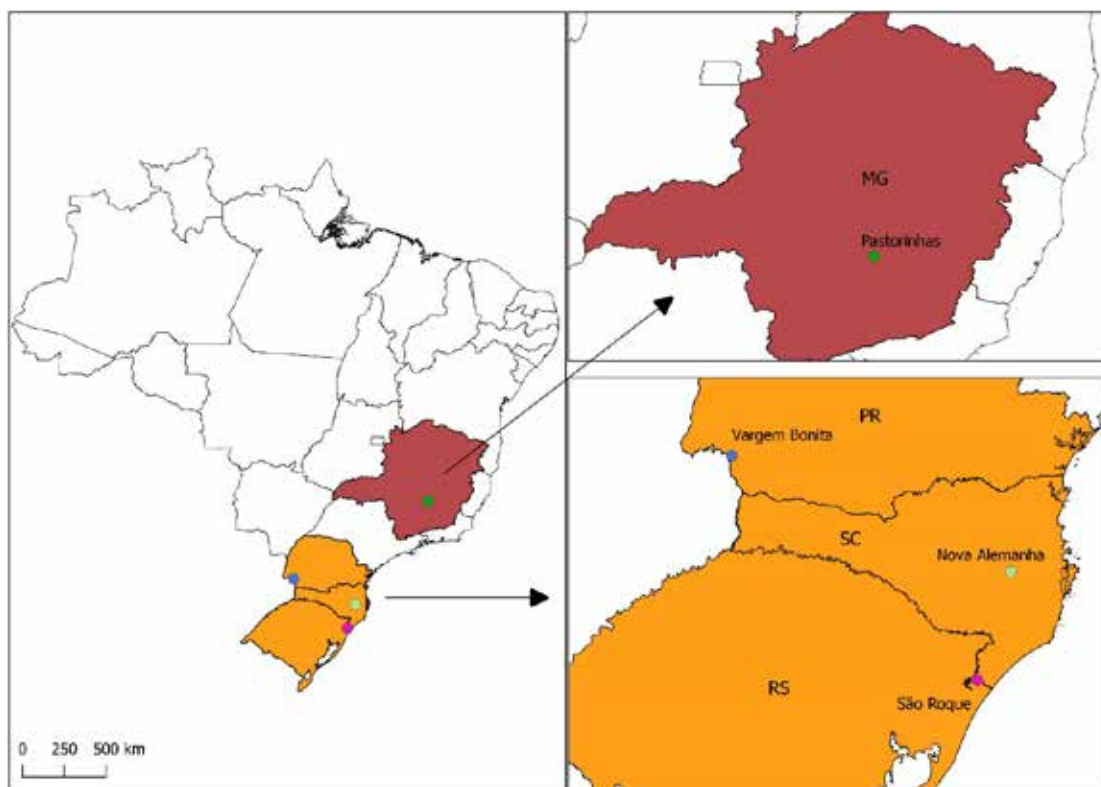 0 250 500 km
MG
Pastorinhas
PR
Vargem Bonita
SC
Nova Alemanha
RS
São Roque